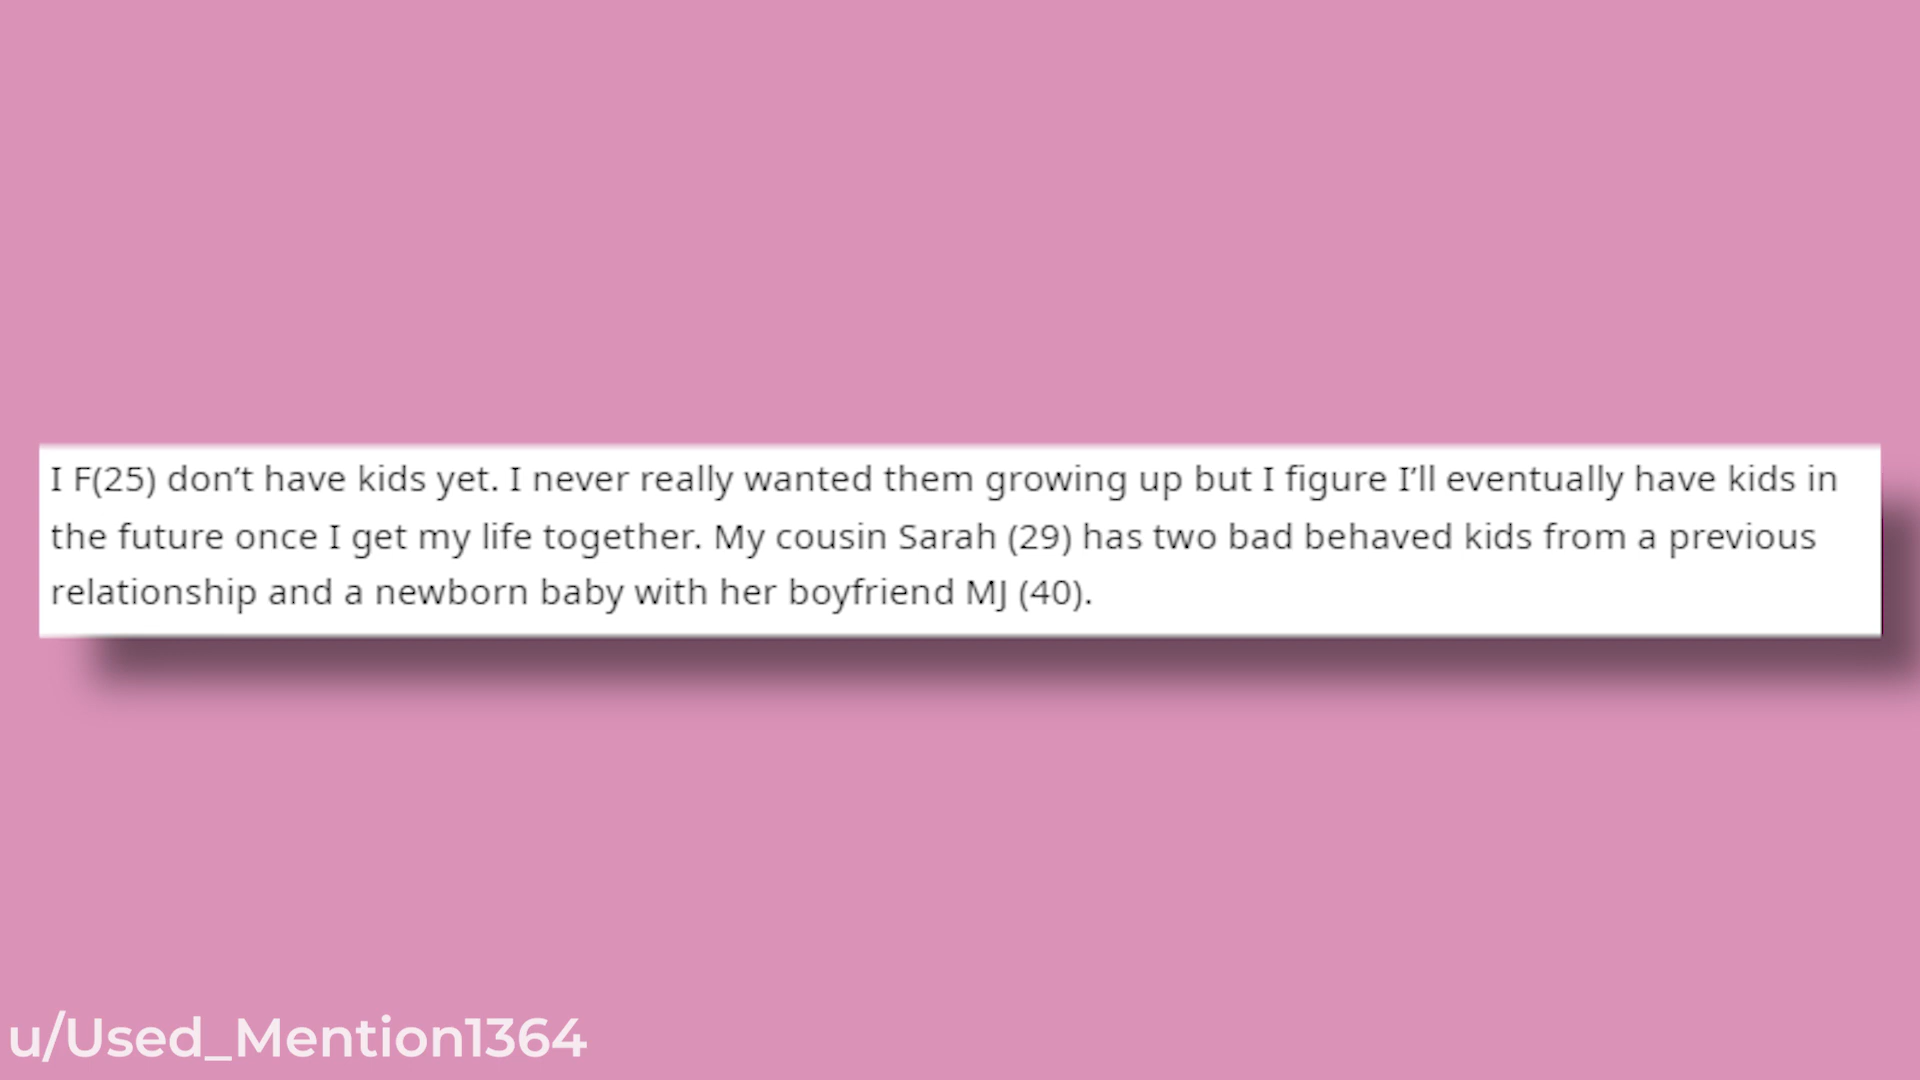 I F(25) don’t have kids yet. I never really wanted them growing up but I figure I’ll eventually have kids in
the future once I get my life together. My cousin Sarah (29) has two bad behaved kids from a previous
relationship and a newborn baby with her boyfriend MJ (40).
u/Used_Mention1364